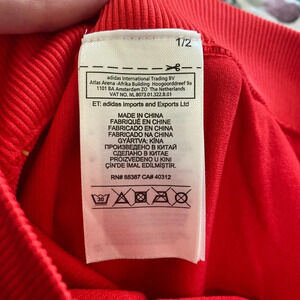 1/2
adidas International Trading BV
Atlas Arena -Afrika Building Hoogoorddreef 9a
1101 BA Amsterdam ZO The Netherlands
VAT NO. NL8073.01.322.B.01
ET: adidas Imports and Exports Ltd
MADE IN CHINA
FABRIQUÉ EN CHINE
FABRICADO EN CHINA
FABRICADO NA CHINA
GYÁRTVA: KÍNA
ПРОИЗВЕДЕНО В КИТАЙ
СДЕЛАНО В КИТАЕ
PROIZVEDENO U KINI
ÇİN'DE İMAL EDİLMİŞTİR.
30
RN# 88387 CA# 40312